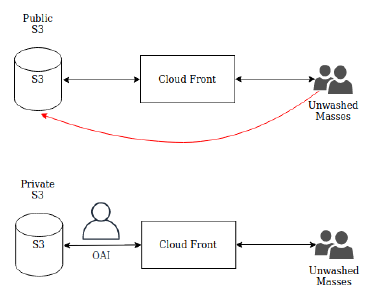 Public
S3
S3
Cloud Front
Unwashed
Masses
Private
S3
S3
OAI
Cloud Front
Unwashed
Masses